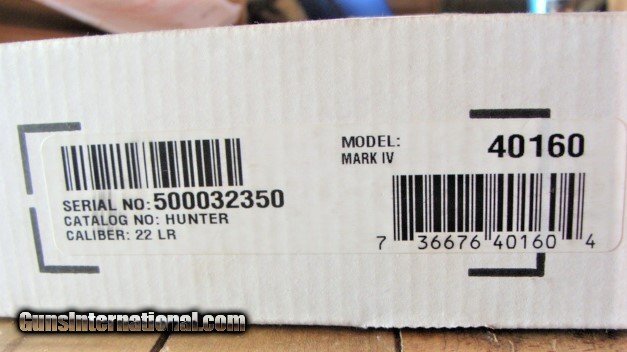 MODEL: 40160
MARK IV
SERIAL NO: 500032350
CATALOG NO: HUNTER
CALIBER: 22 LR
7 36676 40160 4
GunsInternational.com